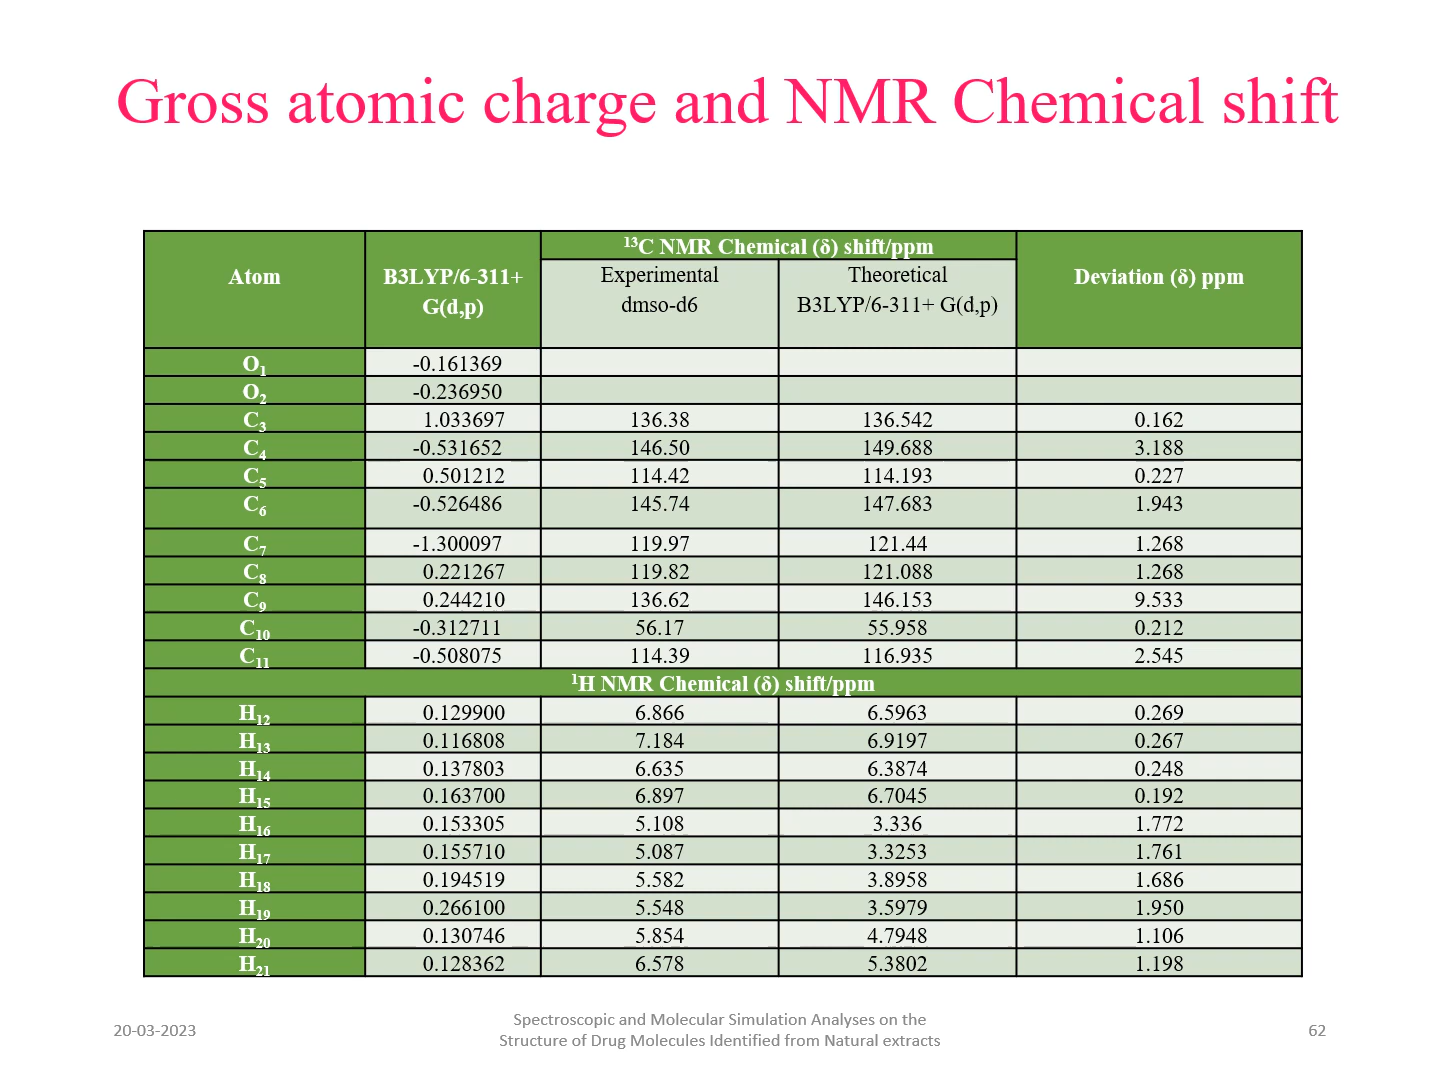 Gross atomic charge and NMR Chemical shift
Atom B3LYP/6-311+ G(d,p) ¹³C NMR Chemical (δ) shift/ppm Deviation (δ) ppm
Experimental dmso-d6 Theoretical B3LYP/6-311+ G(d,p)
O₁ -0.161369
O₂ -0.236950
C₃ 1.033697 136.38 136.542 0.162
C₄ -0.531652 146.50 149.688 3.188
C₅ 0.501212 114.42 114.193 0.227
C₆ -0.526486 145.74 147.683 1.943
C₇ -1.300097 119.97 121.44 1.268
C₈ 0.221267 119.82 121.088 1.268
C₉ 0.244210 136.62 146.153 9.533
C₁₀ -0.312711 56.17 55.958 0.212
C₁₁ -0.508075 114.39 116.935 2.545
¹H NMR Chemical (δ) shift/ppm
H₁₂ 0.129900 6.866 6.5963 0.269
H₁₃ 0.116808 7.184 6.9197 0.267
H₁₄ 0.137803 6.635 6.3874 0.248
H₁₅ 0.163700 6.897 6.7045 0.192
H₁₆ 0.153305 5.108 3.336 1.772
H₁₇ 0.155710 5.087 3.3253 1.761
H₁₈ 0.194519 5.582 3.8958 1.686
H₁₉ 0.266100 5.548 3.5979 1.950
H₂₀ 0.130746 5.854 4.7948 1.106
H₂₁ 0.128362 6.578 5.3802 1.198
20-03-2023
Spectroscopic and Molecular Simulation Analyses on the
Structure of Drug Molecules Identified from Natural extracts
62